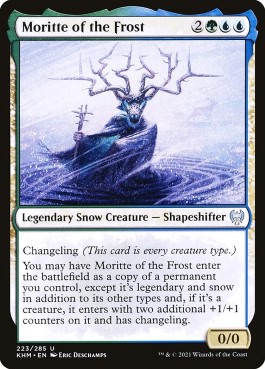 Moritte of the Frost 2
Legendary Snow Creature — Shapeshifter
Changeling (This card is every creature type.)
You may have Moritte of the Frost enter
the battlefield as a copy of a permanent
you control, except it's legendary and snow
in addition to its other types and, if it's a
creature, it enters with two additional +1/+1
counters on it and has changeling.
0/0
223/285 U
KHM • EN Eric Deschamps
™ & © 2021 Wizards of the Coast